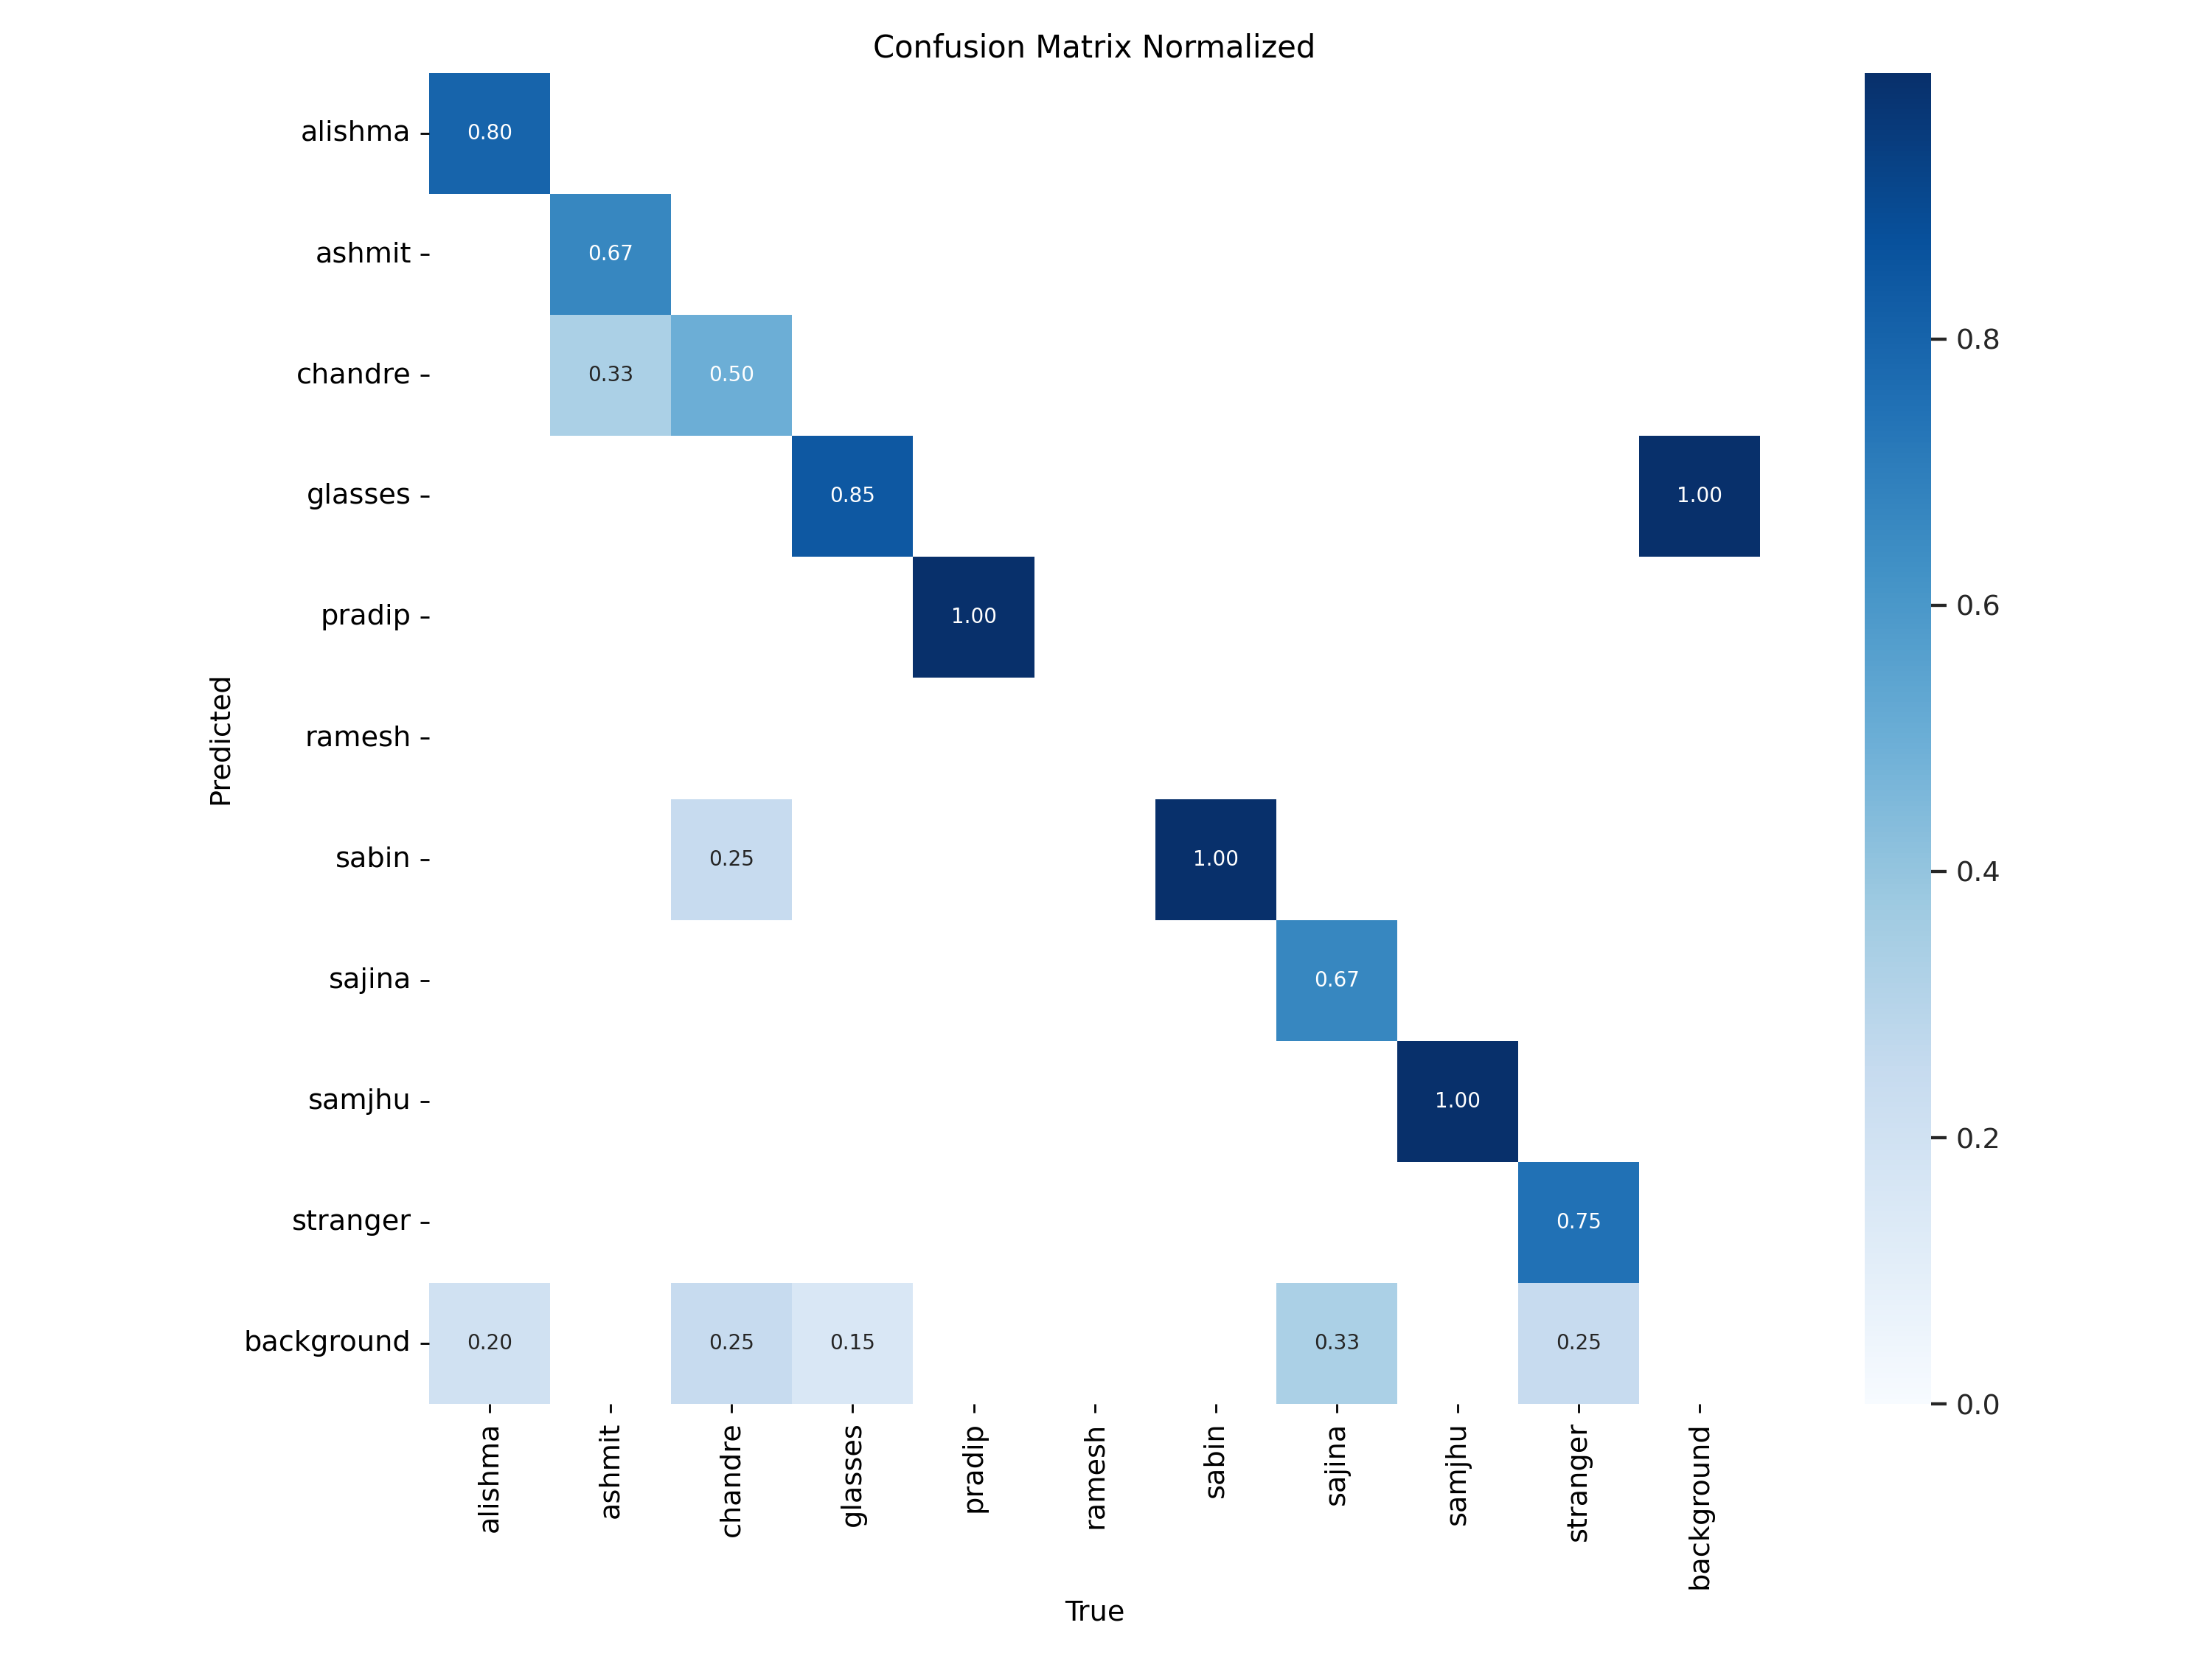 Confusion Matrix Normalized
alishma
0.80
ashmit
0.67
0.8
chandre
0.33 0.50
glasses
0.85 1.00
0.6
pradip
1.00
Predicted
ramesh
sabin
0.25 1.00
0.4
sajina
0.67
samjhu
1.00
0.2
stranger
0.75
background
0.20 0.25 0.15 0.33 0.25
0.0
alishma
ashmit
chandre
glasses
pradip
ramesh
sabin
sajina
samjhu
stranger
background
True